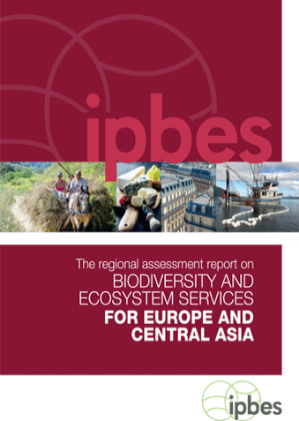 ipbes
The regional assessment report on
BIODIVERSITY AND
ECOSYSTEM SERVICES
FOR EUROPE AND
CENTRAL ASIA
ipbes